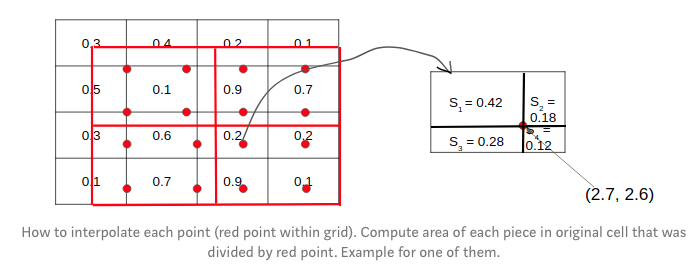 0.3 0.4 0.2 0.1
0.5 0.1 0.9 0.7
0.3 0.6 0.2 0.2
0.1 0.7 0.9 0.1
S1 = 0.42
S2 =
0.18
S3 = 0.28
S4 =
0.12
(2.7, 2.6)
How to interpolate each point (red point within grid). Compute area of each piece in original cell that was
divided by red point. Example for one of them.